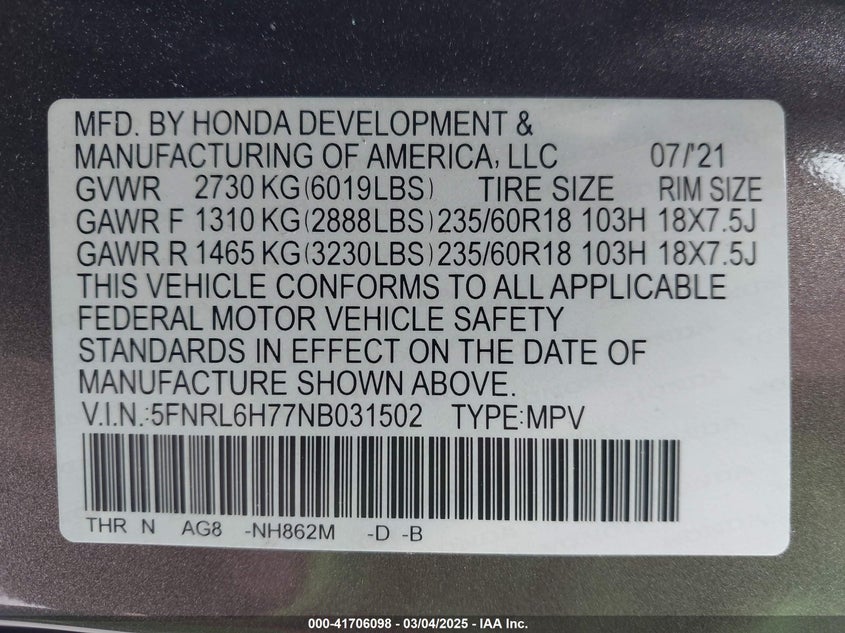 MFD. BY HONDA DEVELOPMENT &
MANUFACTURING OF AMERICA, LLC 07/'21
GVWR 2730 KG(6019LBS) TIRE SIZE RIM SIZE
GAWR F 1310 KG(2888LBS)235/60R18 103H 18X7.5J
GAWR R 1465 KG(3230LBS)235/60R18 103H 18X7.5J
THIS VEHICLE CONFORMS TO ALL APPLICABLE
FEDERAL MOTOR VEHICLE SAFETY
STANDARDS IN EFFECT ON THE DATE OF
MANUFACTURE SHOWN ABOVE.
V.I.N.:5FNRL6H77NB031502 TYPE:MPV
THR N AG8 -NH862M -D -B
000-41706098 - 03/04/2025 - IAA Inc.